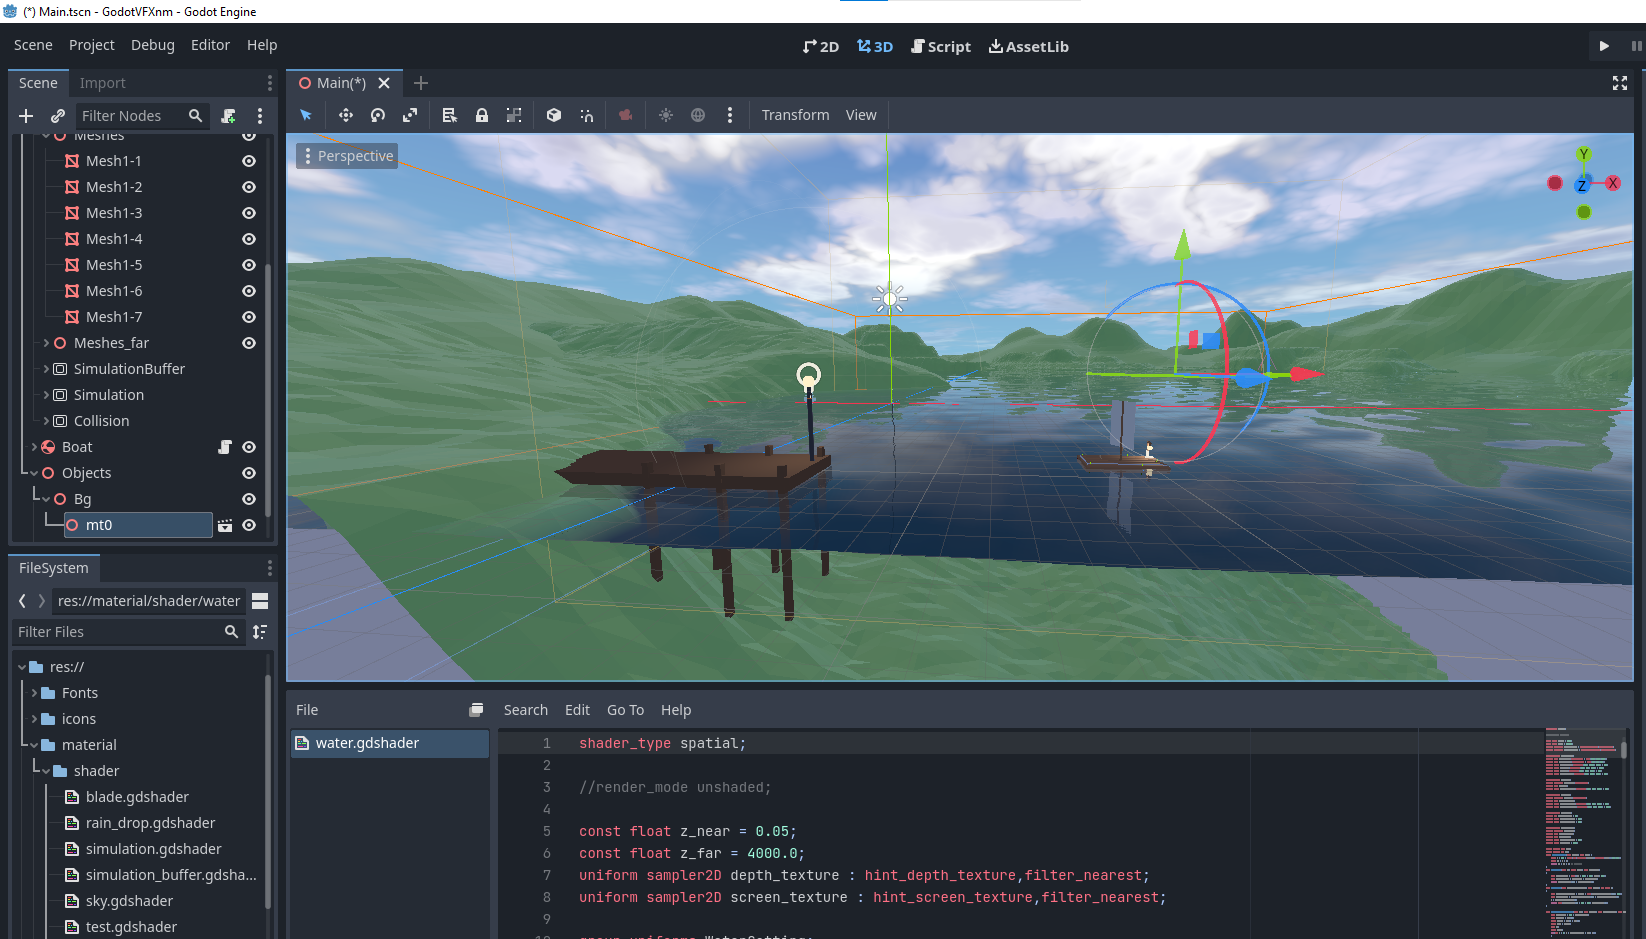 (*) Main.tscn - GodotVFXnm - Godot Engine
Scene Project Debug Editor Help
2D 3D Script AssetLib
Scene Import
Filter Nodes
Meshes
Mesh1-1
Mesh1-2
Mesh1-3
Mesh1-4
Mesh1-5
Mesh1-6
Mesh1-7
Meshes_far
SimulationBuffer
Simulation
Collision
Boat
Objects
Bg
mt0
FileSystem
res://material/shader/water
Filter Files
res://
Fonts
icons
material
shader
blade.gdshader
rain_drop.gdshader
simulation.gdshader
simulation_buffer.gdsha...
sky.gdshader
test.gdshader
Main(*)
Transform View
Perspective
Y
Z X
File Search Edit Go To Help
water.gdshader
1 shader_type spatial;
2
3 //render_mode unshaded;
4
5 const float z_near = 0.05;
6 const float z_far = 4000.0;
7 uniform sampler2D depth_texture : hint_depth_texture,filter_nearest;
8 uniform sampler2D screen_texture : hint_screen_texture,filter_nearest;
9